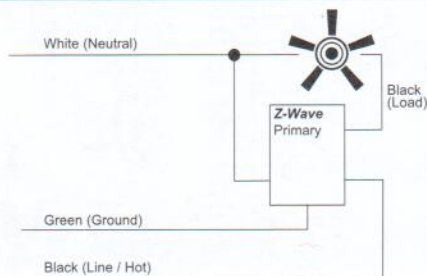 White (Neutral)
Black
(Load)
Z-Wave
Primary
Green (Ground)
Black (Line / Hot)